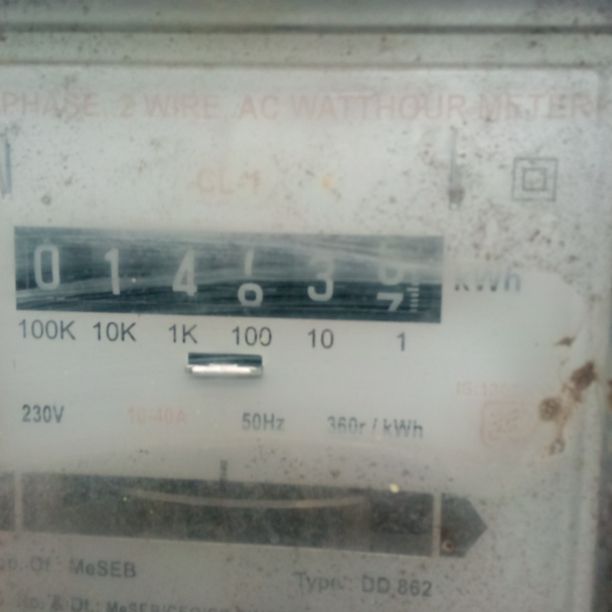 PHASE, 2 WIRE, AC WATTHOUR METER
CL 1
0 1 4 3 kWh
100K 10K 1K 100 10 1
230V 10-40A 50Hz 360r / kWh
MeSEB
Type: DD 862